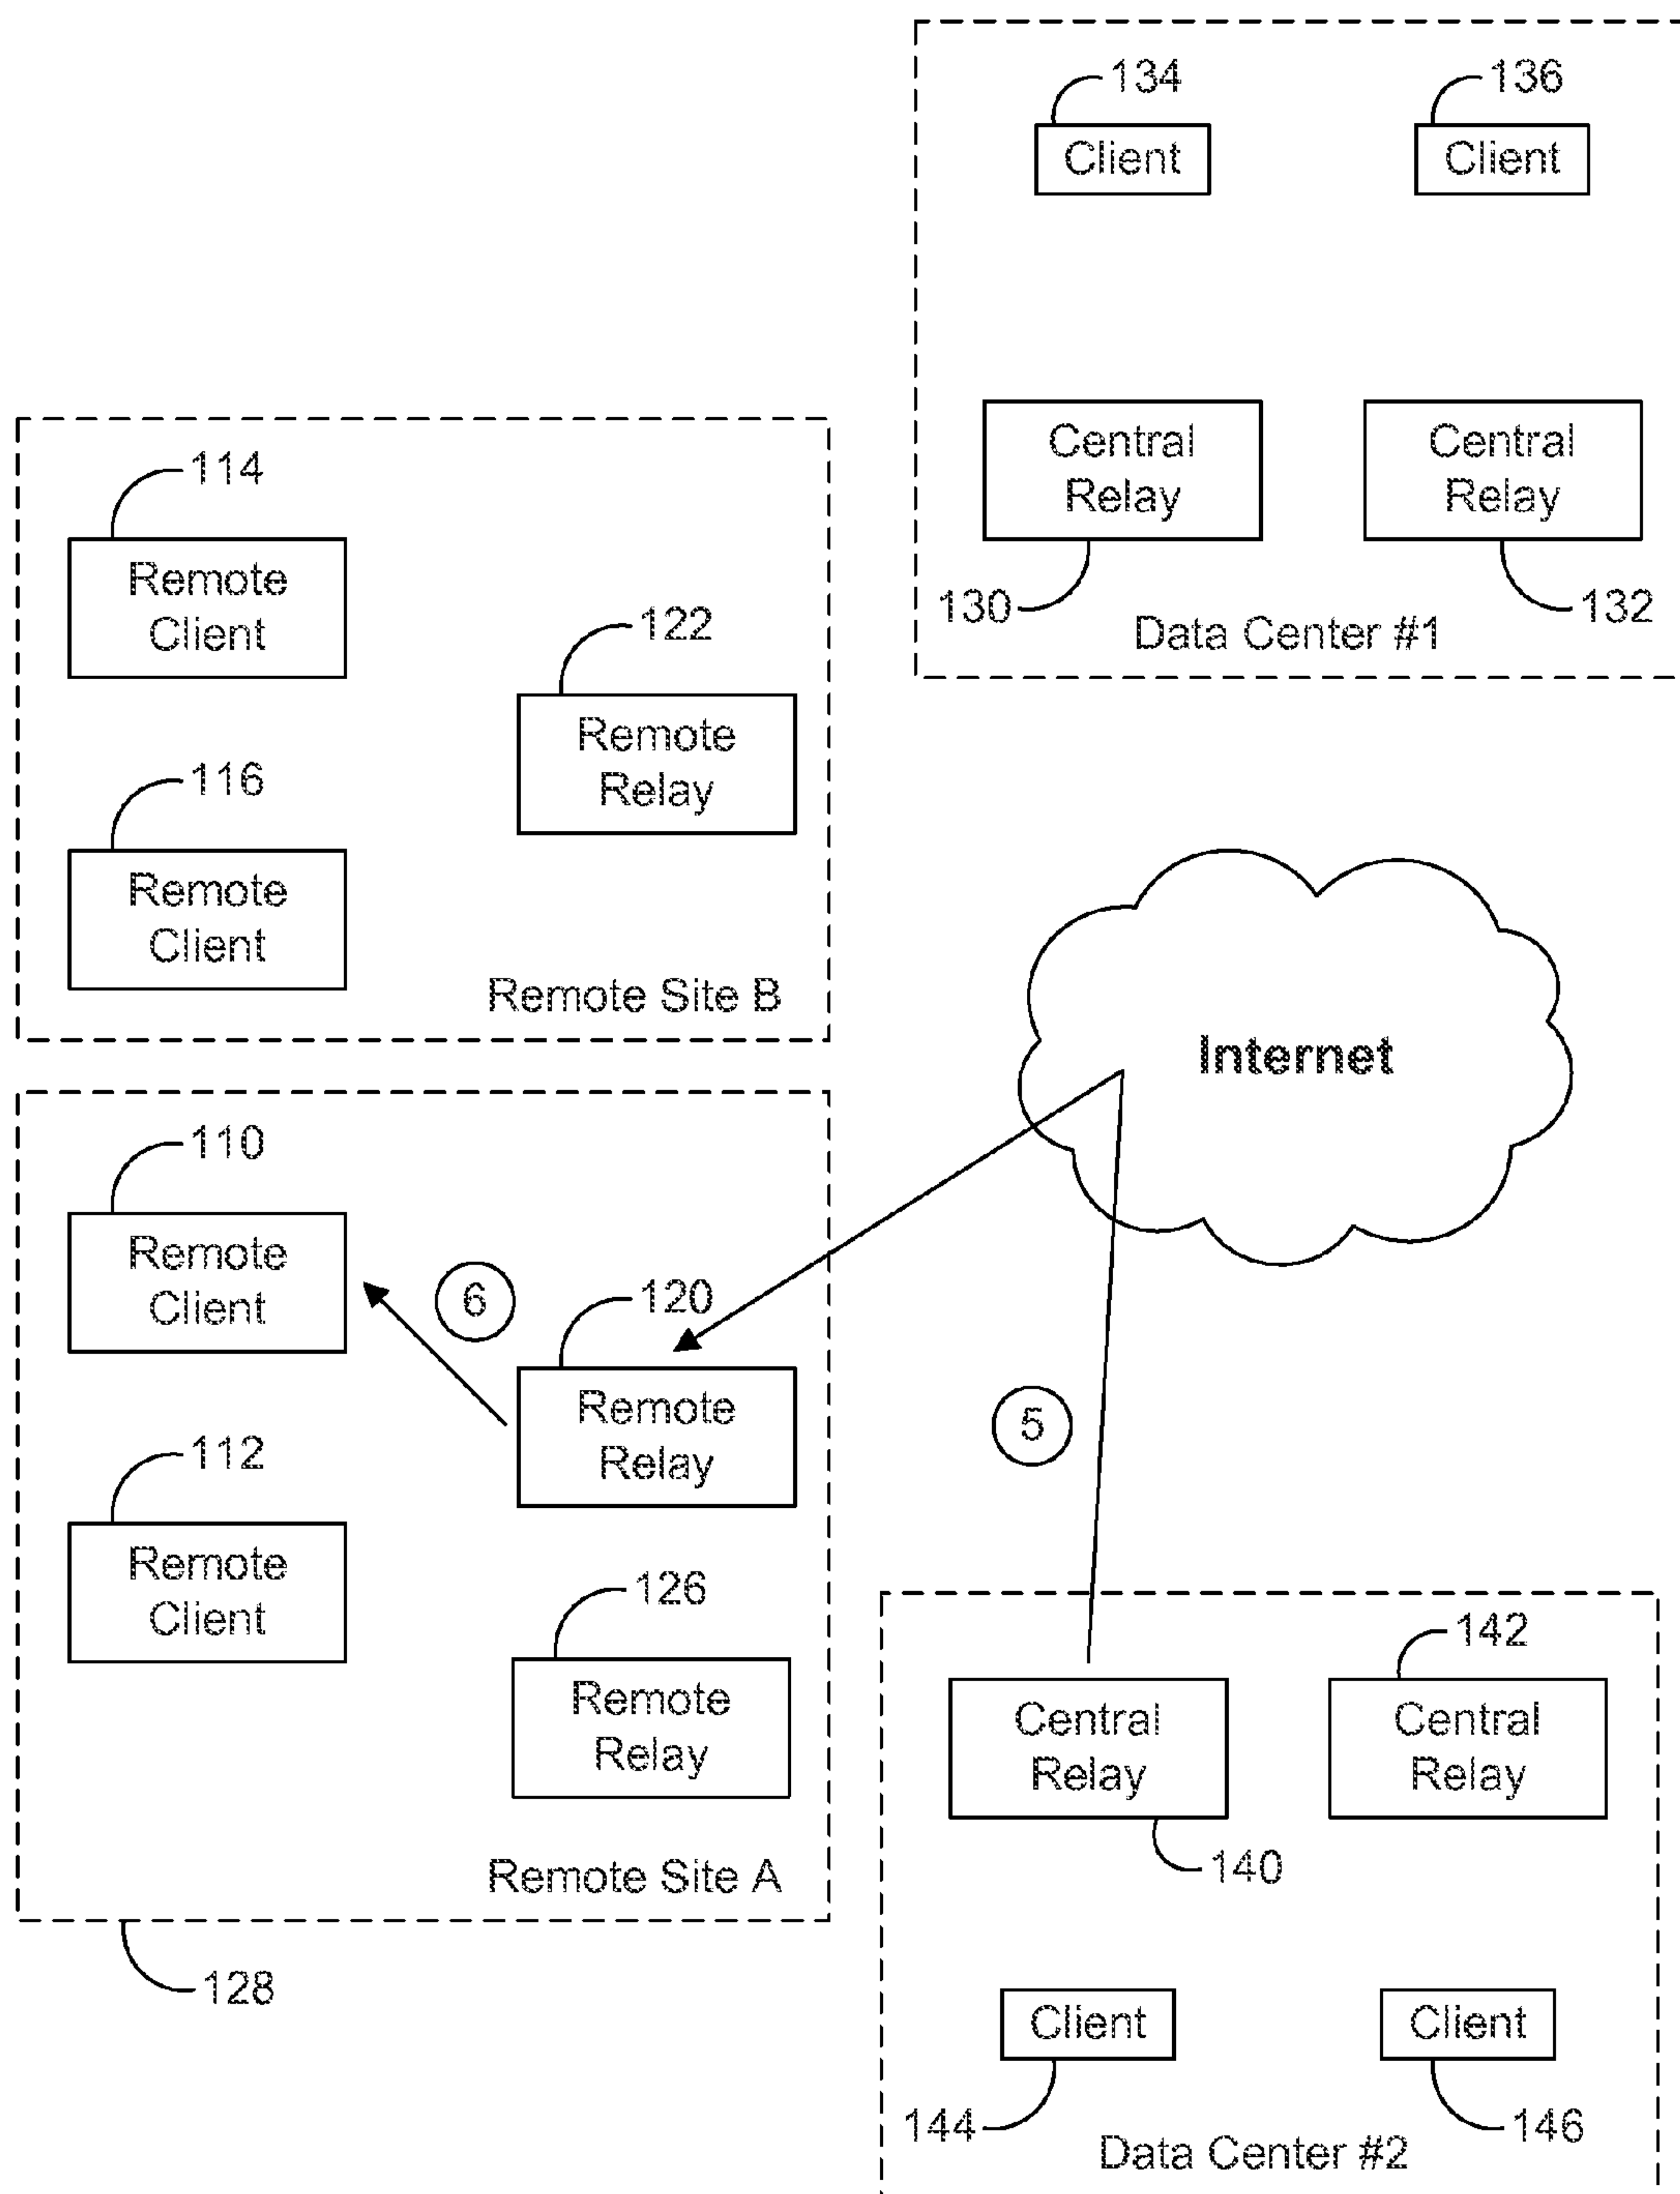 134
136
Client
Client
Central
Relay
Central
Relay
130
132
Data Center #1
114
Remote
Client
122
Remote
Relay
116
Remote
Client
Remote Site B
Internet
110
Remote
Client
6
120
Remote
Relay
5
112
Remote
Client
126
Remote
Relay
Remote Site A
128
142
Central
Relay
Central
Relay
140
Client
Client
144
146
Data Center #2